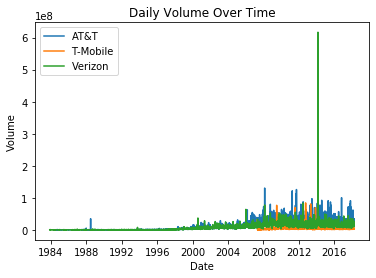 Daily Volume Over Time
1e8
AT&T
T-Mobile
Verizon
6
5
4
3
2
1
0
Volume
1984 1988 1992 1996 2000 2004 2008 2012 2016
Date